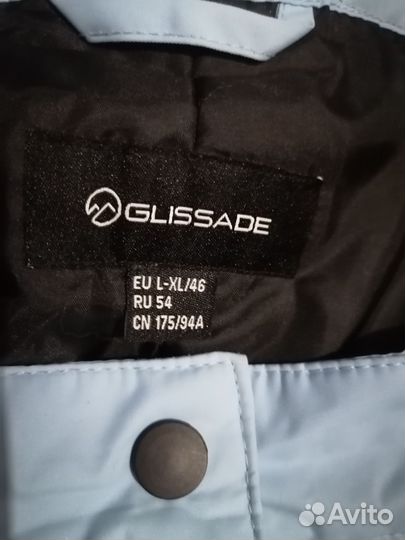 GLISSADE
EU L-XL/46
RU 54
CN 175/94A
Avito